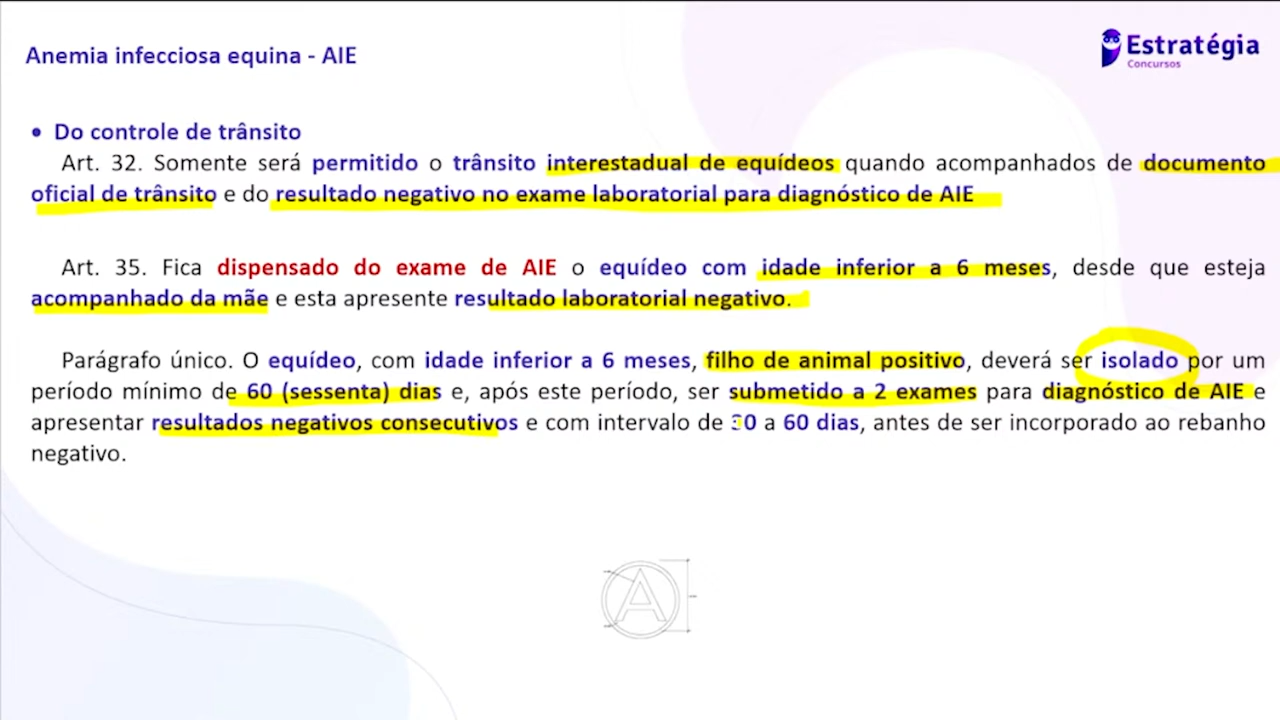 Anemia infecciosa equina - AIE
Estratégia
Concursos
• Do controle de trânsito
Art. 32. Somente será permitido o trânsito interestadual de equídeos quando acompanhados de documento
oficial de trânsito e do resultado negativo no exame laboratorial para diagnóstico de AIE
Art. 35. Fica dispensado do exame de AIE o equídeo com idade inferior a 6 meses, desde que esteja
acompanhado da mãe e esta apresente resultado laboratorial negativo.
Parágrafo único. O equídeo, com idade inferior a 6 meses, filho de animal positivo, deverá ser isolado por um
período mínimo de 60 (sessenta) dias e, após este período, ser submetido a 2 exames para diagnóstico de AIE e
apresentar resultados negativos consecutivos e com intervalo de 30 a 60 dias, antes de ser incorporado ao rebanho
negativo.
A